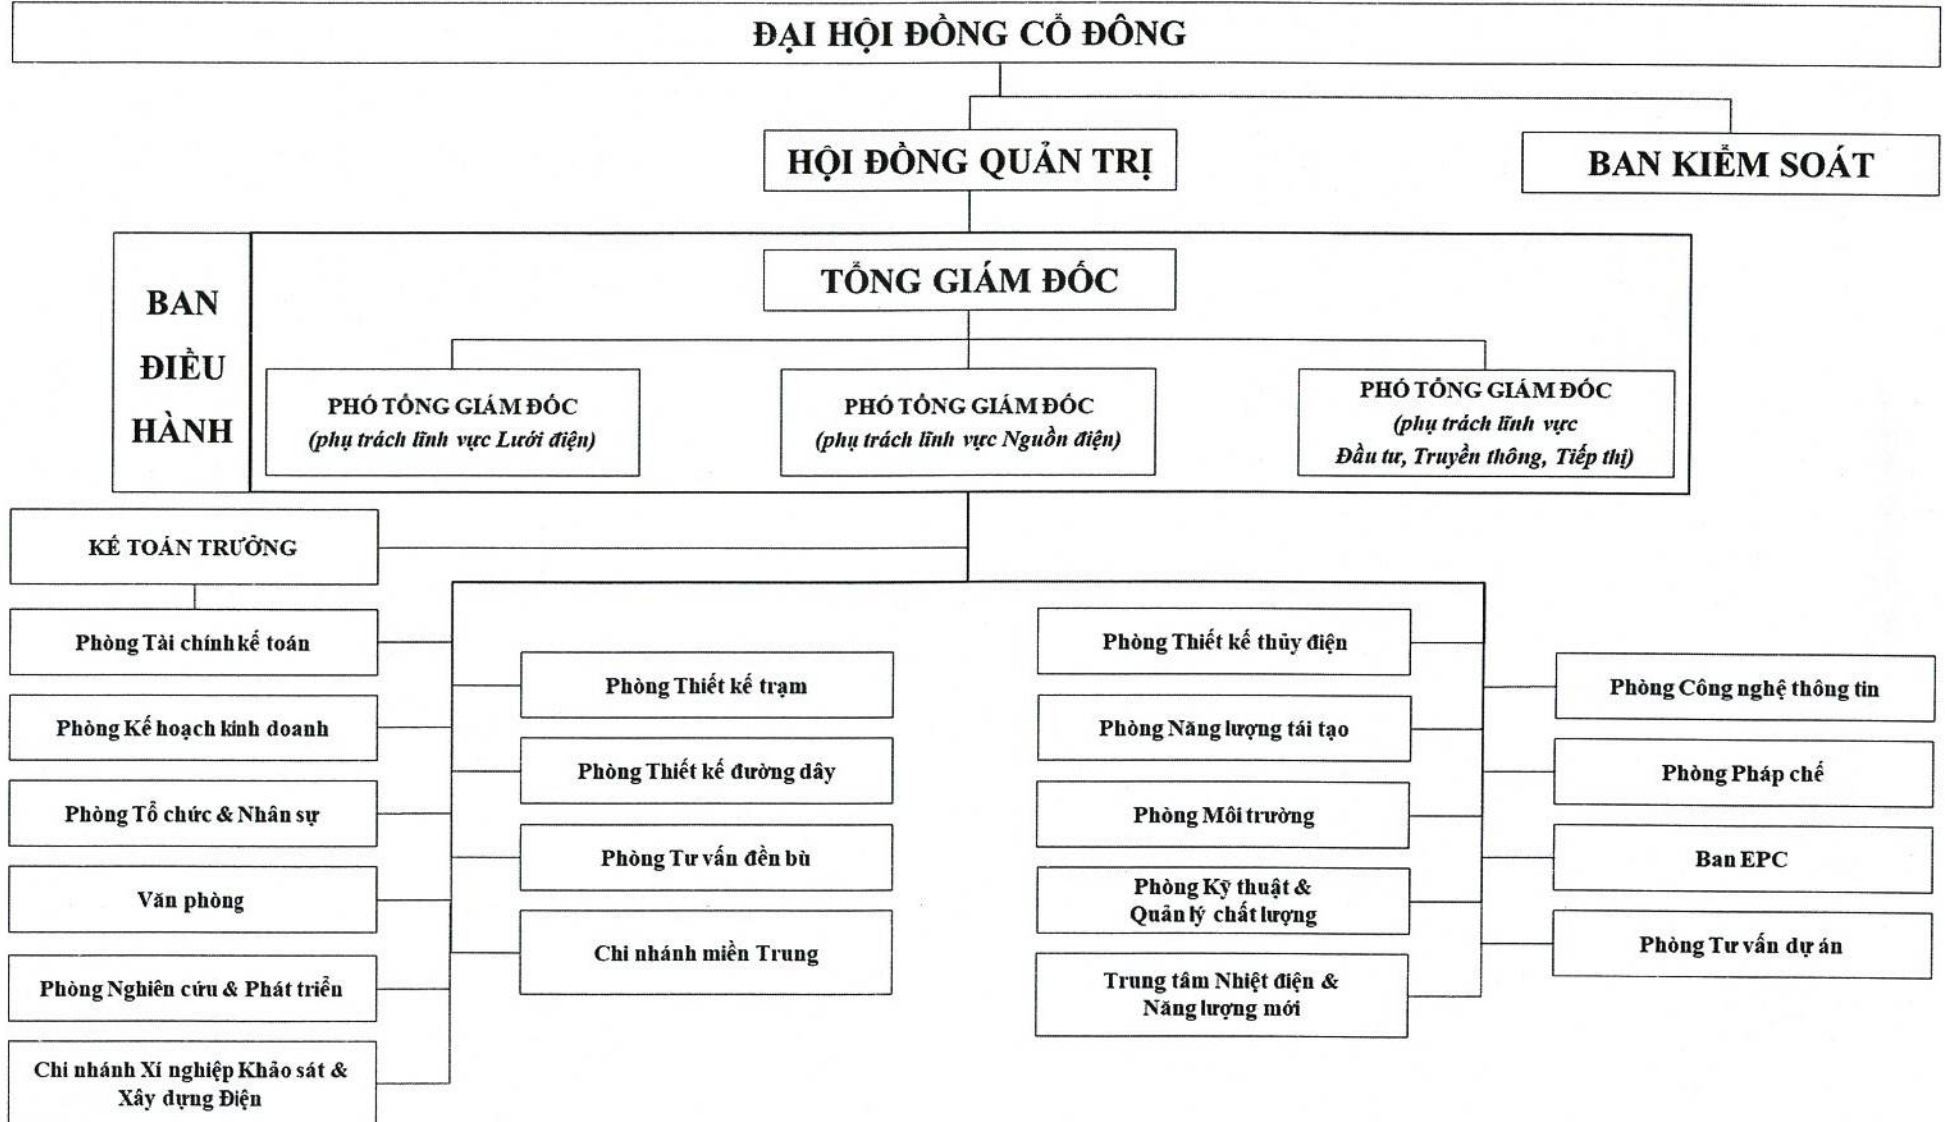 ĐẠI HỘI ĐỒNG CỔ ĐÔNG
HỘI ĐỒNG QUẢN TRỊ
BAN KIỂM SOÁT
BAN
ĐIỀU
HÀNH
TỔNG GIÁM ĐỐC
PHÓ TỔNG GIÁM ĐỐC
(phụ trách lĩnh vực Lưới điện)
PHÓ TỔNG GIÁM ĐỐC
(phụ trách lĩnh vực Nguồn điện)
PHÓ TỔNG GIÁM ĐỐC
(phụ trách lĩnh vực
Đầu tư, Truyền thông, Tiếp thị)
KẾ TOÁN TRƯỞNG
Phòng Tài chính kế toán
Phòng Kế hoạch kinh doanh
Phòng Tổ chức & Nhân sự
Văn phòng
Phòng Nghiên cứu & Phát triển
Chi nhánh Xí nghiệp Khảo sát &
Xây dựng Điện
Phòng Thiết kế trạm
Phòng Thiết kế đường dây
Phòng Tư vấn đền bù
Chi nhánh miền Trung
Phòng Thiết kế thủy điện
Phòng Năng lượng tái tạo
Phòng Môi trường
Phòng Kỹ thuật &
Quản lý chất lượng
Trung tâm Nhiệt điện &
Năng lượng mới
Phòng Công nghệ thông tin
Phòng Pháp chế
Ban EPC
Phòng Tư vấn dự án